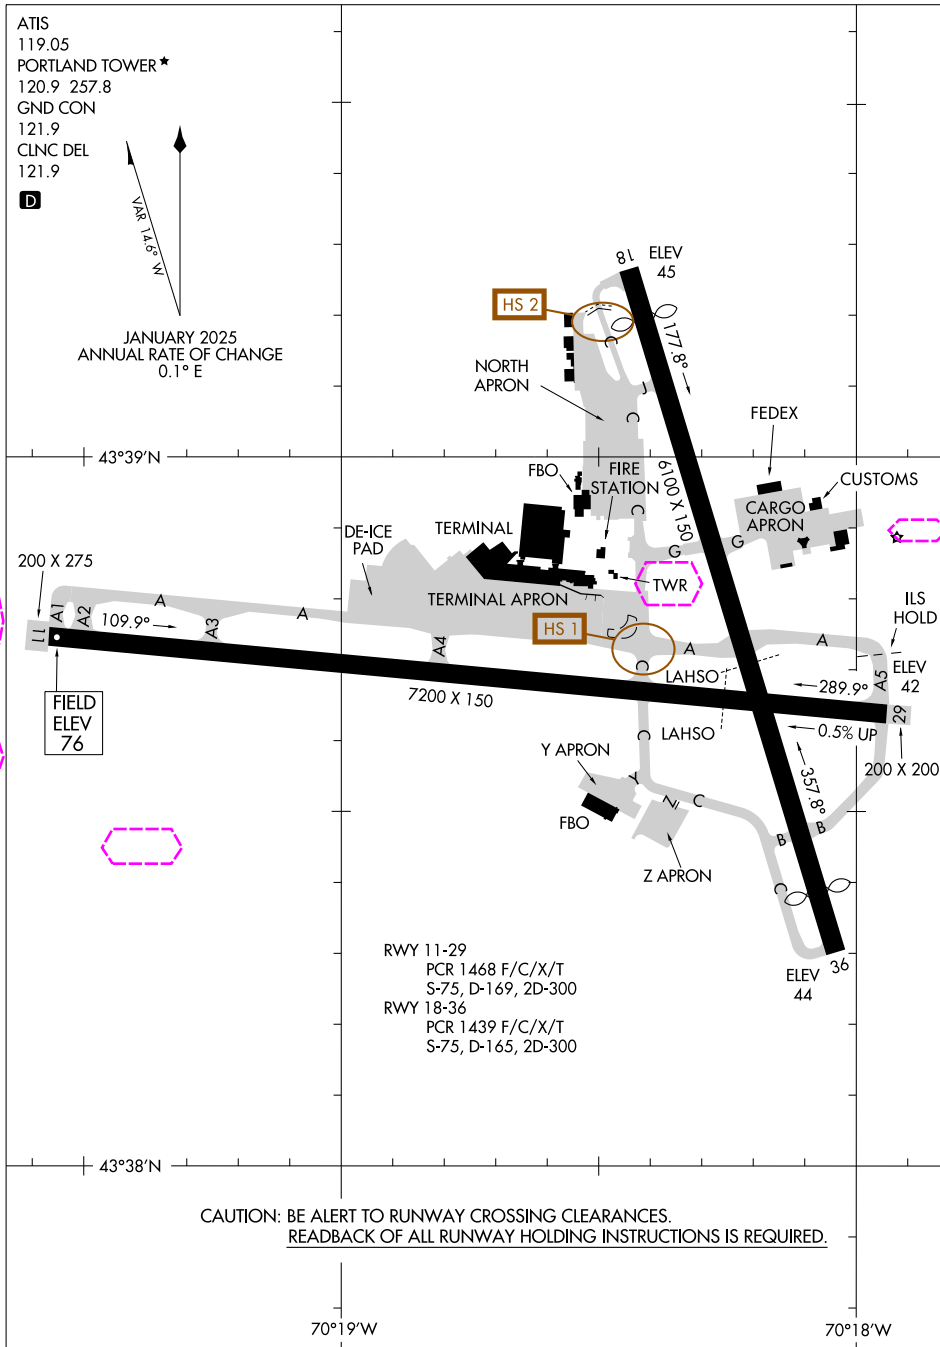 ATIS
119.05
PORTLAND TOWER★
120.9 257.8
GND CON
121.9
CLNC DEL
121.9
D
VAR 14.6° W
JANUARY 2025
ANNUAL RATE OF CHANGE
0.1° E
18
ELEV
45
HS 2
177.8°
C
J
NORTH
APRON
C
FEDEX
43°39'N
FBO
FIRE
STATION
6100 X 150
CUSTOMS
CARGO
APRON
C
G
G
DE-ICE
PAD
TERMINAL
200 X 275
TWR
TERMINAL APRON
ILS
HOLD
11
A1
A2
A
109.9°
A3
A
A4
HS 1
C
A
A
LAHSO
A5
ELEV
42
289.9°
7200 X 150
29
FIELD
ELEV
76
C
LAHSO
0.5% UP
200 X 200
Y APRON
Y
Z
C
357.8°
FBO
B
B
Z APRON
C
RWY 11-29
PCR 1468 F/C/X/T
S-75, D-169, 2D-300
RWY 18-36
PCR 1439 F/C/X/T
S-75, D-165, 2D-300
ELEV
44
36
43°38'N
CAUTION: BE ALERT TO RUNWAY CROSSING CLEARANCES.
READBACK OF ALL RUNWAY HOLDING INSTRUCTIONS IS REQUIRED.
70°19'W
70°18'W